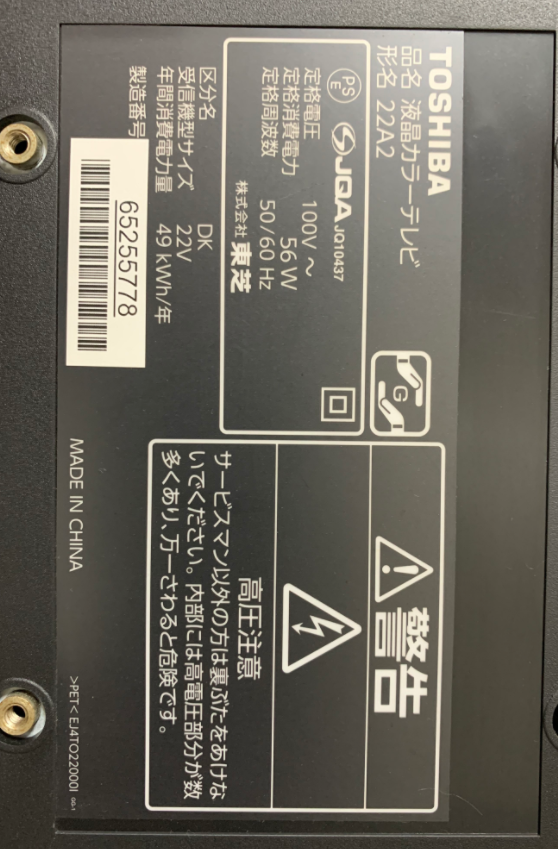 TOSHIBA
品名 液晶カラーテレビ
形名 22A2
G
PS
E
JQA JQ10437
定格電圧 100V ～
定格消費電力 56 W
定格周波数 50/60 Hz
株式会社 東芝
区分名 DK
受信機型サイズ 22V
年間消費電力量 49 kWh/年
製造番号
65255778
警告
高圧注意
サービスマン以外の方は裏ぶたをあけな
いでください。内部には高電圧部分が数
多くあり、万一さわると危険です。
MADE IN CHINA
>PET< EJ4TO22000I